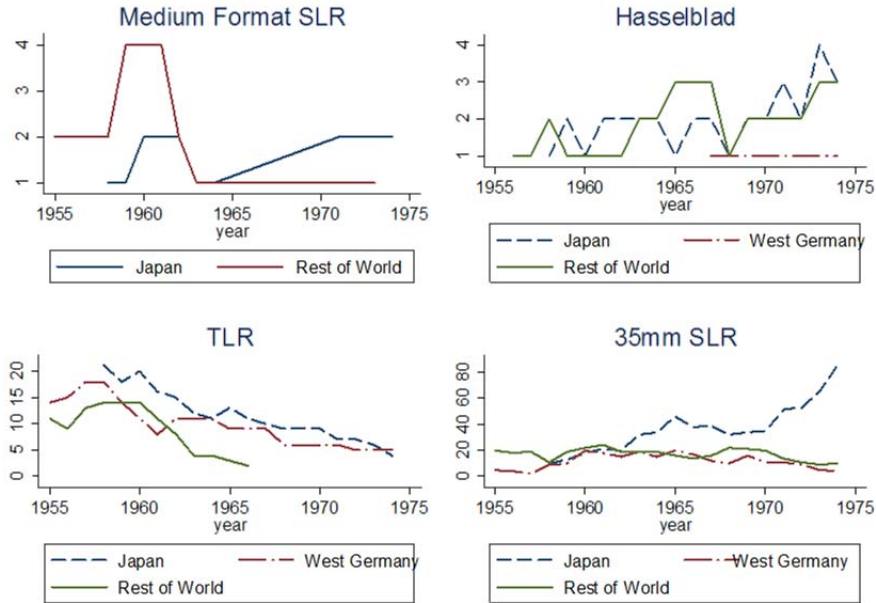 Medium Format SLR
4
3
2
1
1955 1960 1965 1970 1975
year
Japan Rest of World
Hasselblad
4
3
2
1
1955 1960 1965 1970 1975
year
Japan West Germany
Rest of World
TLR
20
15
10
5
0
1955 1960 1965 1970 1975
year
Japan West Germany
Rest of World
35mm SLR
80
60
40
20
0
1955 1960 1965 1970 1975
year
Japan West Germany
Rest of World